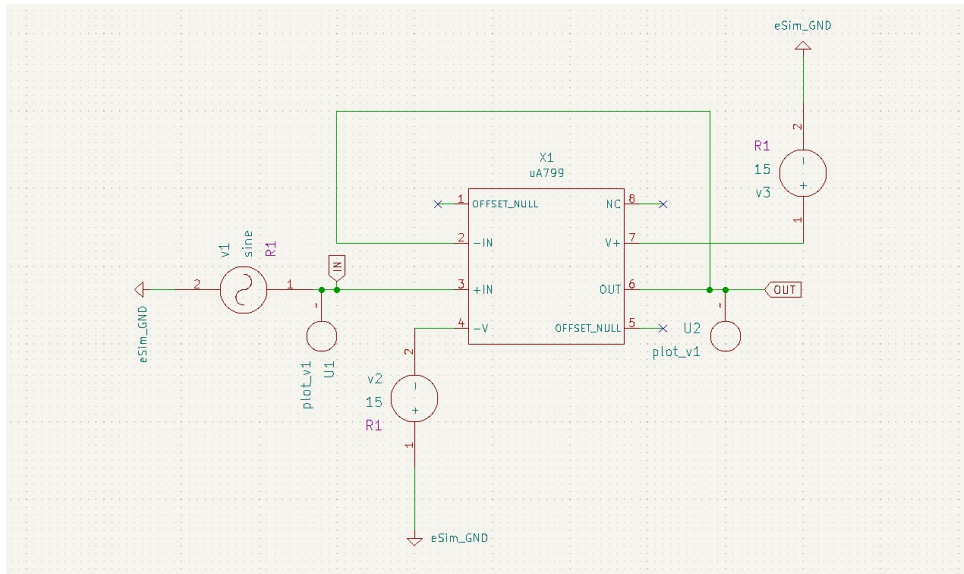 eSim_GND
2
R1
15
v3
1
X1
uA799
1
OFFSET_NULL
NC
8
2
-IN
V+
7
v1
sine
R1
IN
2
1
3
+IN
OUT
6
OUT
eSim_GND
4
-V
OFFSET_NULL
5
U2
plot_v1
plot_v1
U1
2
v2
15
R1
1
eSim_GND